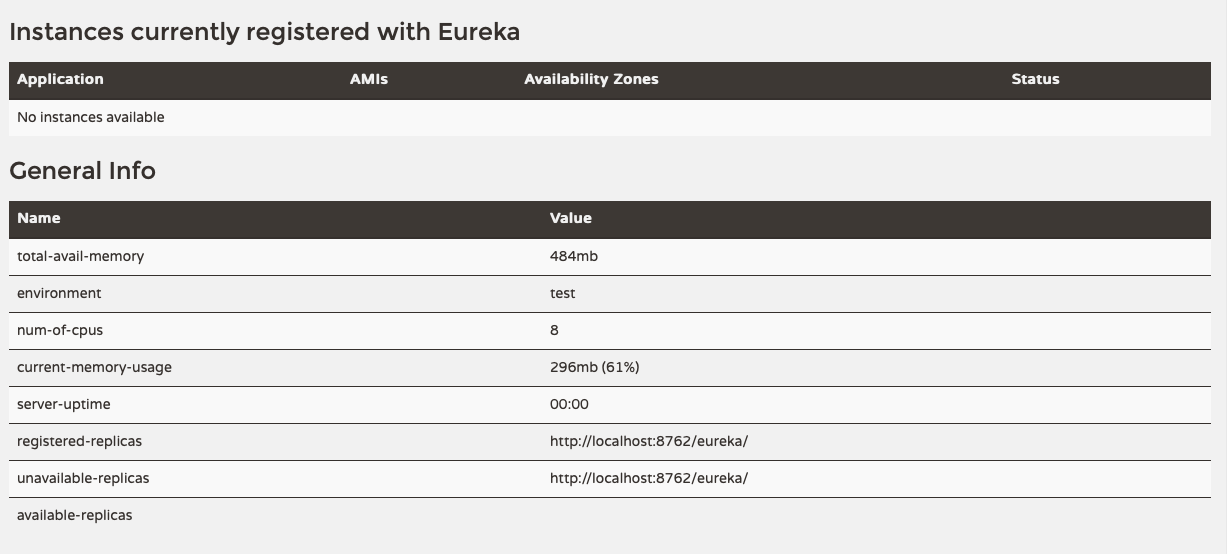 Instances currently registered with Eureka
Application AMIs Availability Zones Status
No instances available
General Info
Name Value
total-avail-memory 484mb
environment test
num-of-cpus 8
current-memory-usage 296mb (61%)
server-uptime 00:00
registered-replicas http://localhost:8762/eureka/
unavailable-replicas http://localhost:8762/eureka/
available-replicas